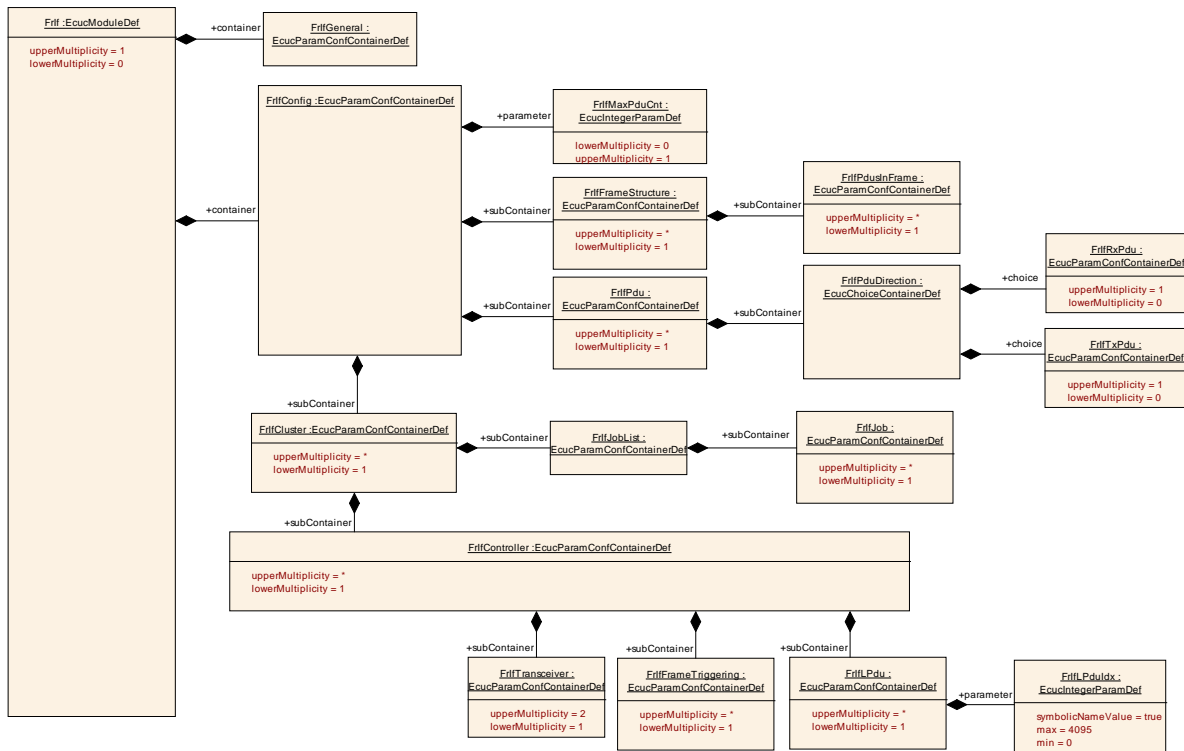 FrIf :EcucModuleDef
upperMultiplicity = 1
lowerMultiplicity = 0
+container
FrIfGeneral :
EcucParamConfContainerDef
+container
FrIfConfig :EcucParamConfContainerDef
+parameter
FrIfMaxPduCnt :
EcucIntegerParamDef
lowerMultiplicity = 0
upperMultiplicity = 1
+subContainer
FrIfFrameStructure :
EcucParamConfContainerDef
upperMultiplicity = *
lowerMultiplicity = 1
+subContainer
FrIfPdusInFrame :
EcucParamConfContainerDef
upperMultiplicity = *
lowerMultiplicity = 1
+subContainer
FrIfPdu :
EcucParamConfContainerDef
upperMultiplicity = *
lowerMultiplicity = 1
+subContainer
FrIfPduDirection :
EcucChoiceContainerDef
+choice
FrIfRxPdu :
EcucParamConfContainerDef
upperMultiplicity = 1
lowerMultiplicity = 0
+choice
FrIfTxPdu :
EcucParamConfContainerDef
upperMultiplicity = 1
lowerMultiplicity = 0
+subContainer
FrIfCluster :EcucParamConfContainerDef
upperMultiplicity = *
lowerMultiplicity = 1
+subContainer
FrIfJobList :
EcucParamConfContainerDef
+subContainer
FrIfJob :
EcucParamConfContainerDef
upperMultiplicity = *
lowerMultiplicity = 1
+subContainer
FrIfController :EcucParamConfContainerDef
upperMultiplicity = *
lowerMultiplicity = 1
+subContainer
FrIfTransceiver :
EcucParamConfContainerDef
upperMultiplicity = 2
lowerMultiplicity = 1
+subContainer
FrIfFrameTriggering :
EcucParamConfContainerDef
upperMultiplicity = *
lowerMultiplicity = 1
+subContainer
FrIfLPdu :
EcucParamConfContainerDef
upperMultiplicity = *
lowerMultiplicity = 1
+parameter
FrIfLPduIdx :
EcucIntegerParamDef
symbolicNameValue = true
max = 4095
min = 0